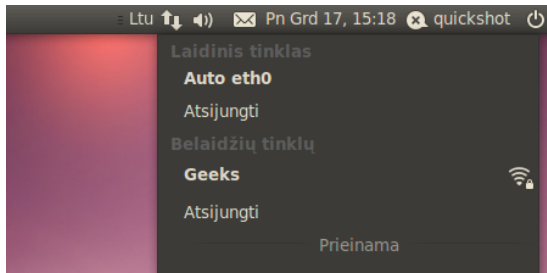 Ltu Pn Grd 17, 15:18 quickshot
Laidinis tinklas
Auto eth0
Atsijungti
Belaidžių tinklų
Geeks
Atsijungti
Prieinama